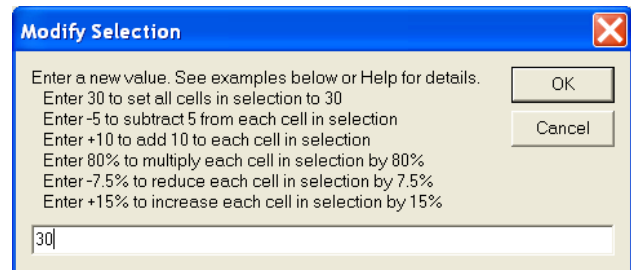 Modify Selection
Enter a new value. See examples below or Help for details.
Enter 30 to set all cells in selection to 30
Enter -5 to subtract 5 from each cell in selection
Enter +10 to add 10 to each cell in selection
Enter 80% to multiply each cell in selection by 80%
Enter -7.5% to reduce each cell in selection by 7.5%
Enter +15% to increase each cell in selection by 15%
OK
Cancel
30